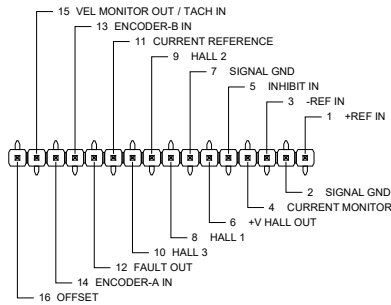 15 VEL MONITOR OUT / TACH IN
13 ENCODER-B IN
11 CURRENT REFERENCE
9 HALL 2
7 SIGNAL GND
5 INHIBIT IN
3 -REF IN
1 +REF IN
2 SIGNAL GND
4 CURRENT MONITOR
6 +V HALL OUT
8 HALL 1
10 HALL 3
12 FAULT OUT
14 ENCODER-A IN
16 OFFSET